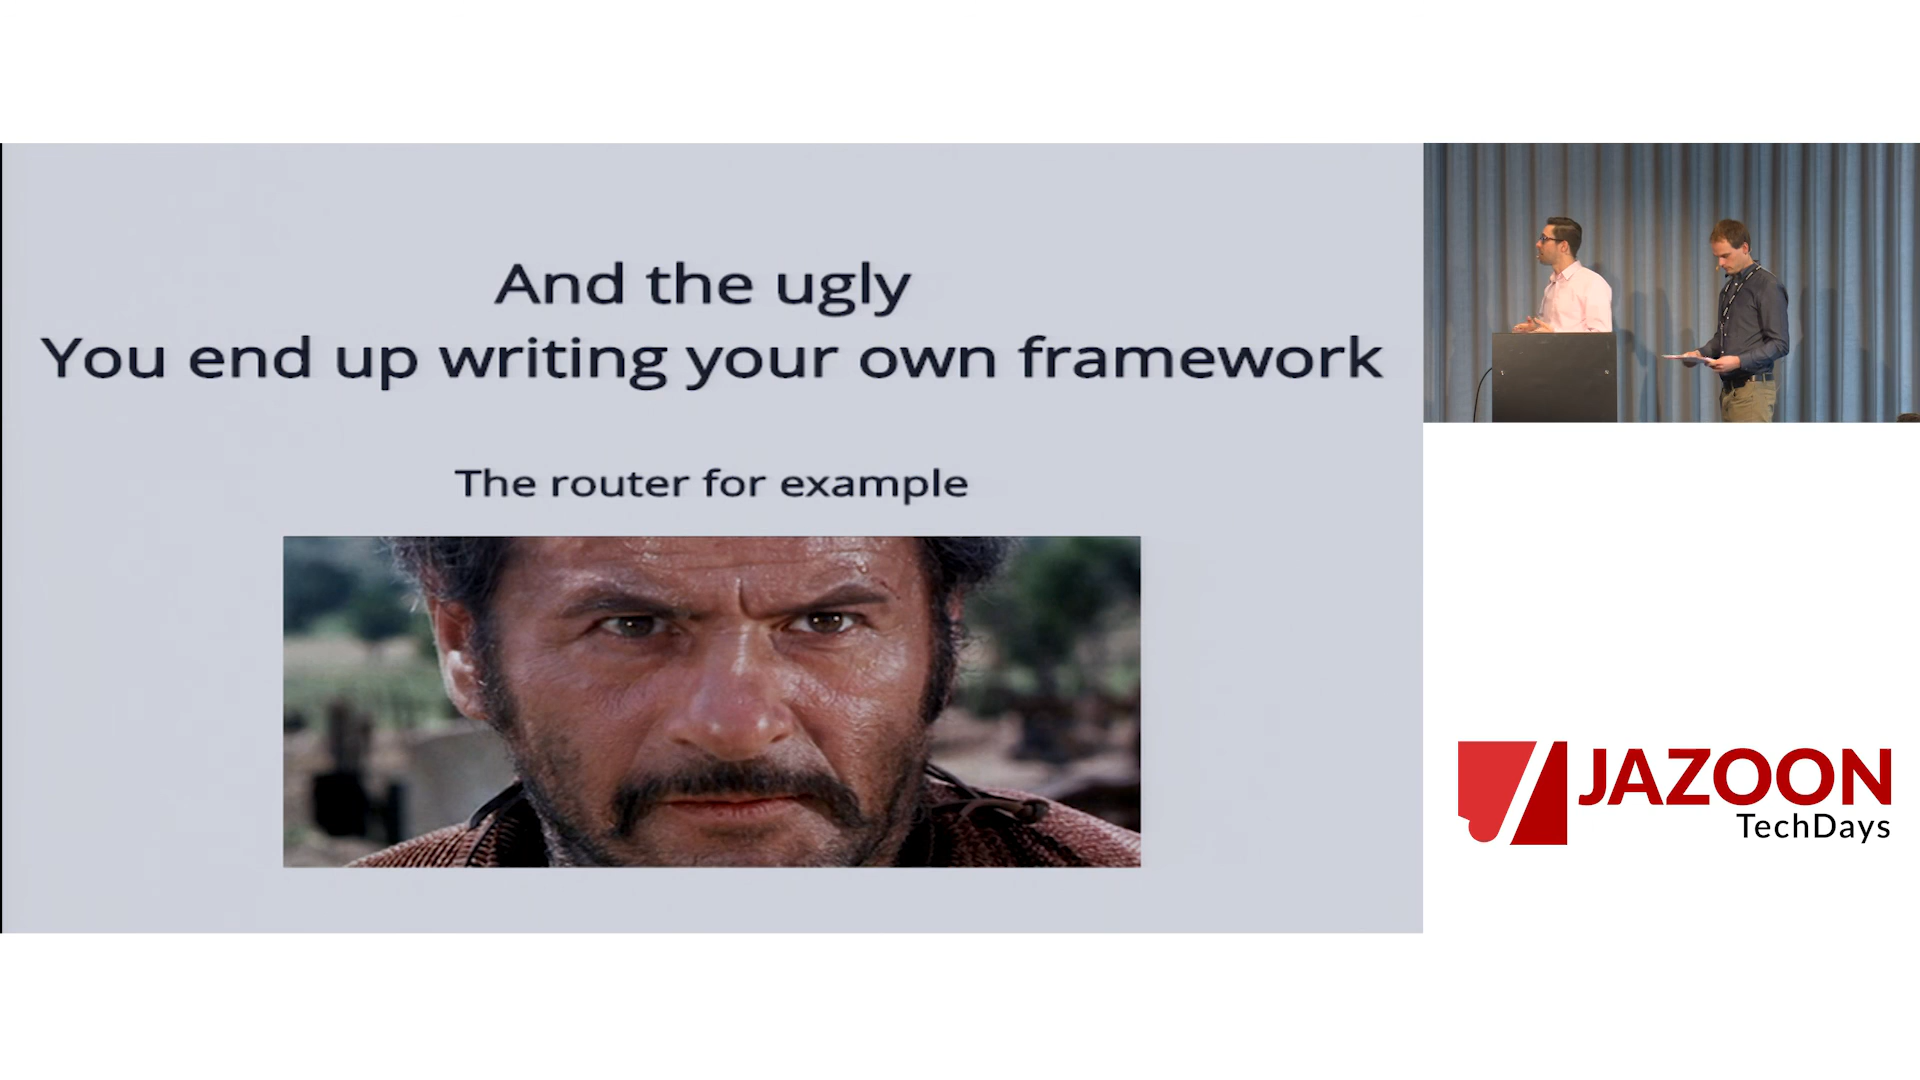 And the ugly
You end up writing your own framework
The router for example
JAZOON
TechDays